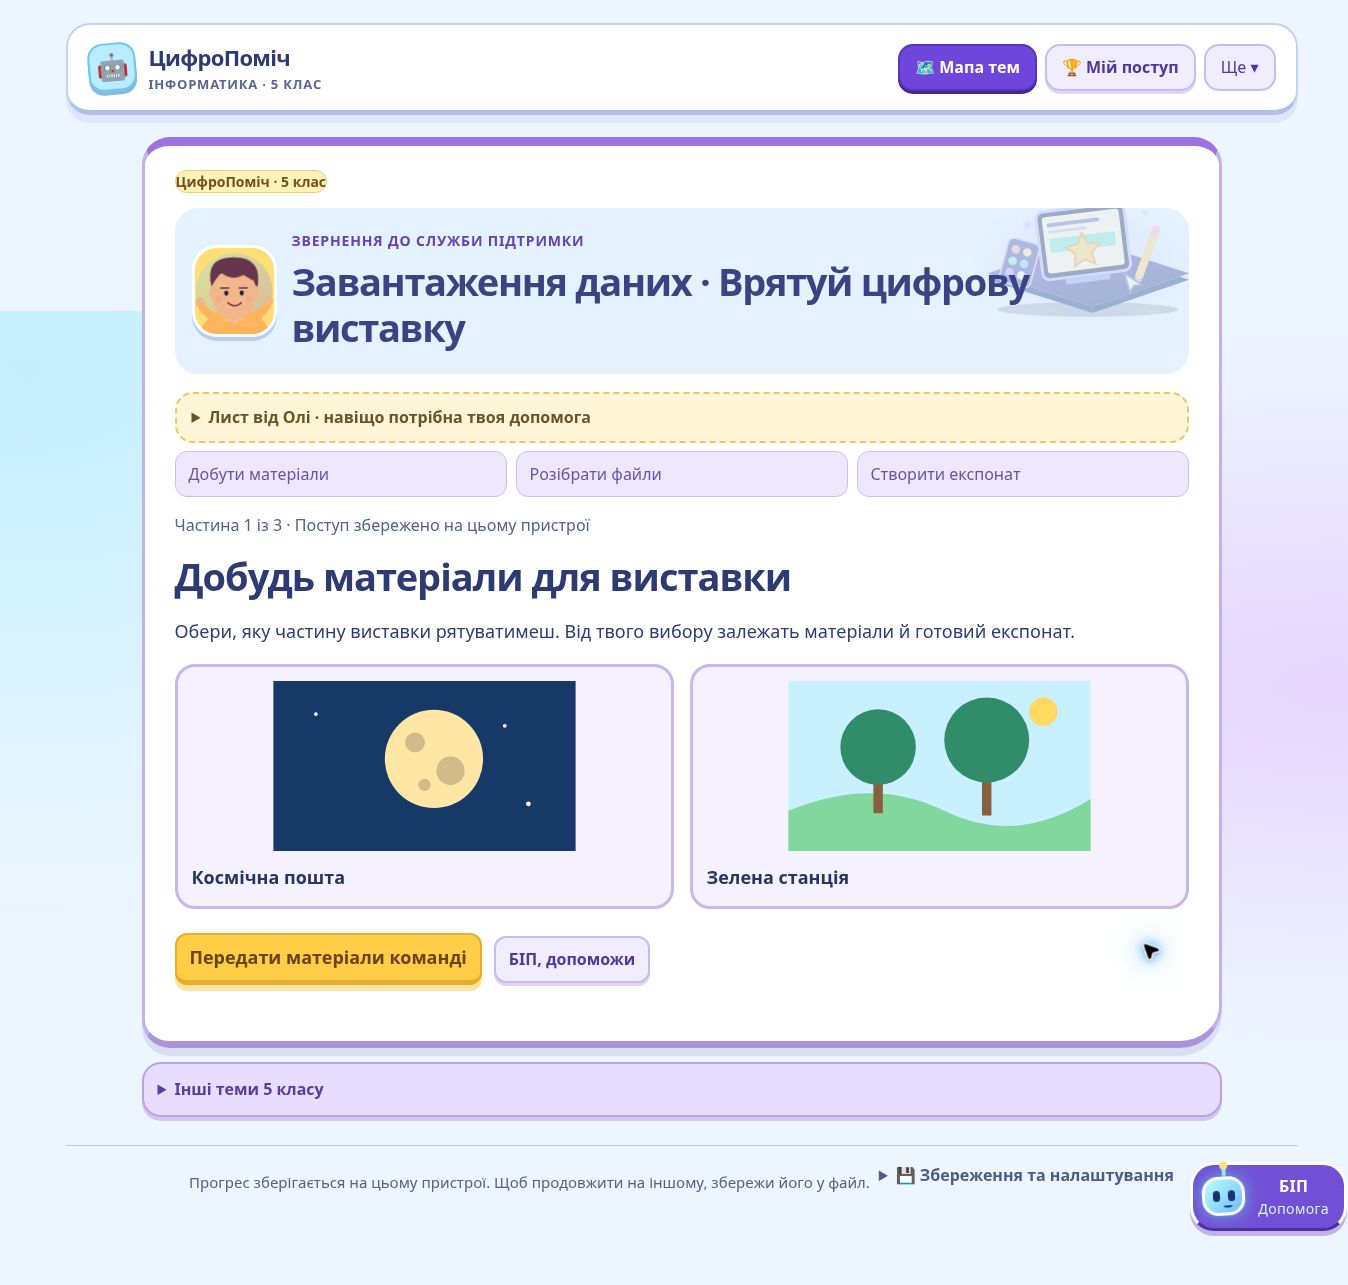 ЦифроПоміч
ІНФОРМАТИКА · 5 КЛАС
🗺️ Мапа тем
🏆 Мій поступ
Ще ▾
ЦифроПоміч · 5 клас
ЗВЕРНЕННЯ ДО СЛУЖБИ ПІДТРИМКИ
Завантаження даних · Врятуй цифрову
виставку
▶ Лист від Олі · навіщо потрібна твоя допомога
Добути матеріали
Розібрати файли
Створити експонат
Частина 1 із 3 · Поступ збережено на цьому пристрої
Добудь матеріали для виставки
Обери, яку частину виставки рятуватимеш. Від твого вибору залежать матеріали й готовий експонат.
Космічна пошта
Зелена станція
Передати матеріали команді
БІП, допоможи
▶ Інші теми 5 класу
Прогрес зберігається на цьому пристрої. Щоб продовжити на іншому, збережи його у файл.
▶ 💾 Збереження та налаштування
БІП
Допомога